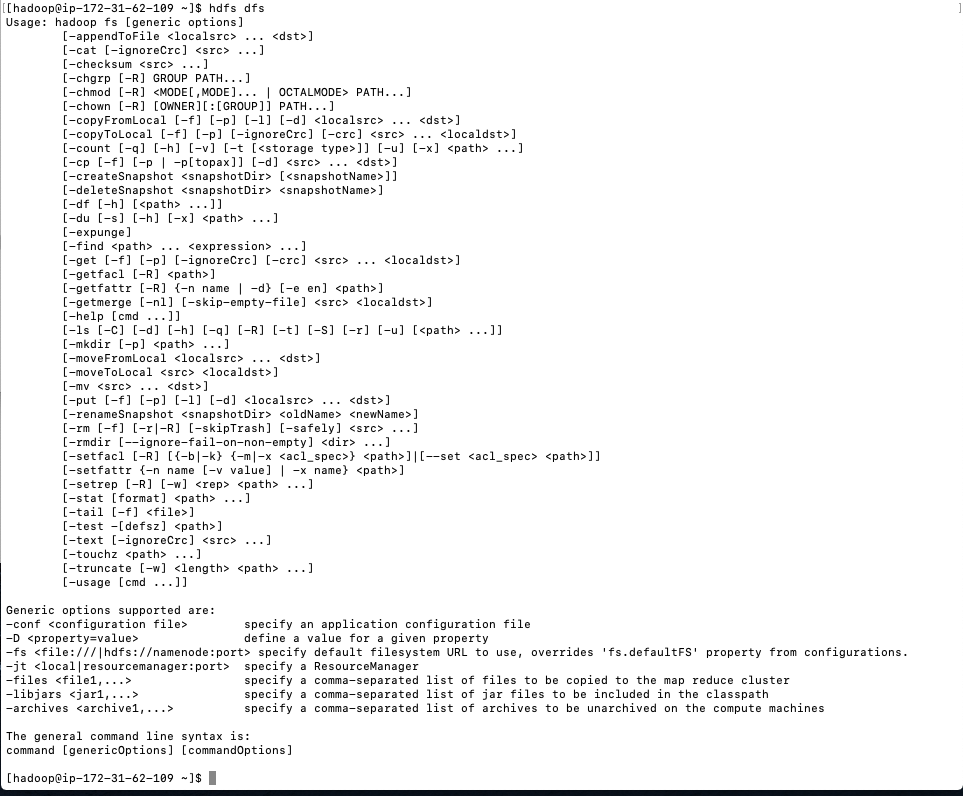 [[hadoop@ip-172-31-62-109 ~]$ hdfs dfs ]
Usage: hadoop fs [generic options]
[-appendToFile <localsrc> ... <dst>]
[-cat [-ignoreCrc] <src> ...]
[-checksum <src> ...]
[-chgrp [-R] GROUP PATH...]
[-chmod [-R] <MODE[,MODE]... | OCTALMODE> PATH...]
[-chown [-R] [OWNER][:[GROUP]] PATH...]
[-copyFromLocal [-f] [-p] [-l] [-d] <localsrc> ... <dst>]
[-copyToLocal [-f] [-p] [-ignoreCrc] [-crc] <src> ... <localdst>]
[-count [-q] [-h] [-v] [-t [<storage type>]] [-u] [-x] <path> ...]
[-cp [-f] [-p | -p[topax]] [-d] <src> ... <dst>]
[-createSnapshot <snapshotDir> [<snapshotName>]]
[-deleteSnapshot <snapshotDir> <snapshotName>]
[-df [-h] [<path> ...]]
[-du [-s] [-h] [-x] <path> ...]
[-expunge]
[-find <path> ... <expression> ...]
[-get [-f] [-p] [-ignoreCrc] [-crc] <src> ... <localdst>]
[-getfacl [-R] <path>]
[-getfattr [-R] {-n name | -d} [-e en] <path>]
[-getmerge [-nl] [-skip-empty-file] <src> <localdst>]
[-help [cmd ...]]
[-ls [-C] [-d] [-h] [-q] [-R] [-t] [-S] [-r] [-u] [<path> ...]]
[-mkdir [-p] <path> ...]
[-moveFromLocal <localsrc> ... <dst>]
[-moveToLocal <src> <localdst>]
[-mv <src> ... <dst>]
[-put [-f] [-p] [-l] [-d] <localsrc> ... <dst>]
[-renameSnapshot <snapshotDir> <oldName> <newName>]
[-rm [-f] [-r|-R] [-skipTrash] [-safely] <src> ...]
[-rmdir [--ignore-fail-on-non-empty] <dir> ...]
[-setfacl [-R] [{-b|-k} {-m|-x <acl_spec>} <path>]|[--set <acl_spec> <path>]]
[-setfattr {-n name [-v value] | -x name} <path>]
[-setrep [-R] [-w] <rep> <path> ...]
[-stat [format] <path> ...]
[-tail [-f] <file>]
[-test -[defsz] <path>]
[-text [-ignoreCrc] <src> ...]
[-touchz <path> ...]
[-truncate [-w] <length> <path> ...]
[-usage [cmd ...]]
Generic options supported are:
-conf <configuration file> specify an application configuration file
-D <property=value> define a value for a given property
-fs <file:///|hdfs://namenode:port> specify default filesystem URL to use, overrides 'fs.defaultFS' property from configurations.
-jt <local|resourcemanager:port> specify a ResourceManager
-files <file1,...> specify a comma-separated list of files to be copied to the map reduce cluster
-libjars <jar1,...> specify a comma-separated list of jar files to be included in the classpath
-archives <archive1,...> specify a comma-separated list of archives to be unarchived on the compute machines
The general command line syntax is:
command [genericOptions] [commandOptions]
[hadoop@ip-172-31-62-109 ~]$